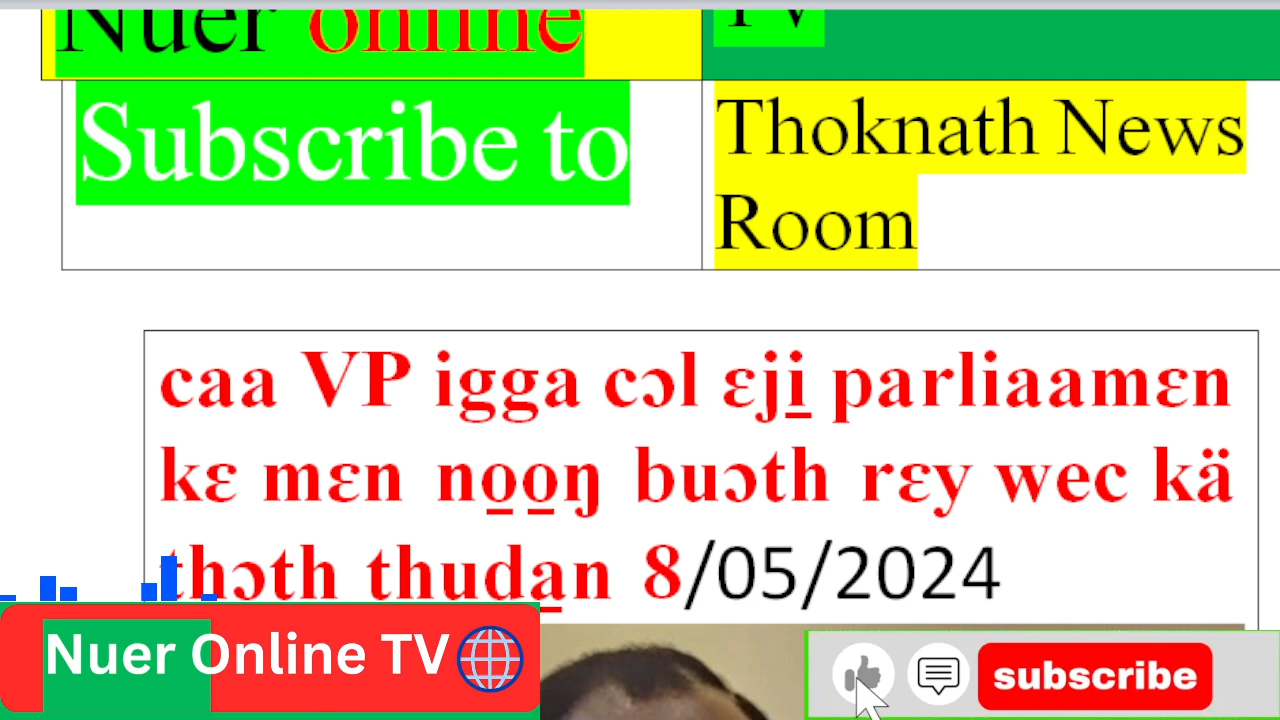 Nuer online
TV
Subscribe to
Thoknath News
Room
caa VP igga cɔl ɛji̱ parliaamɛn
kɛ mɛn no̱o̱ŋ buɔth rɛy wec kä
thɔth thuda̱n 8/05/2024
Nuer Online TV
subscribe